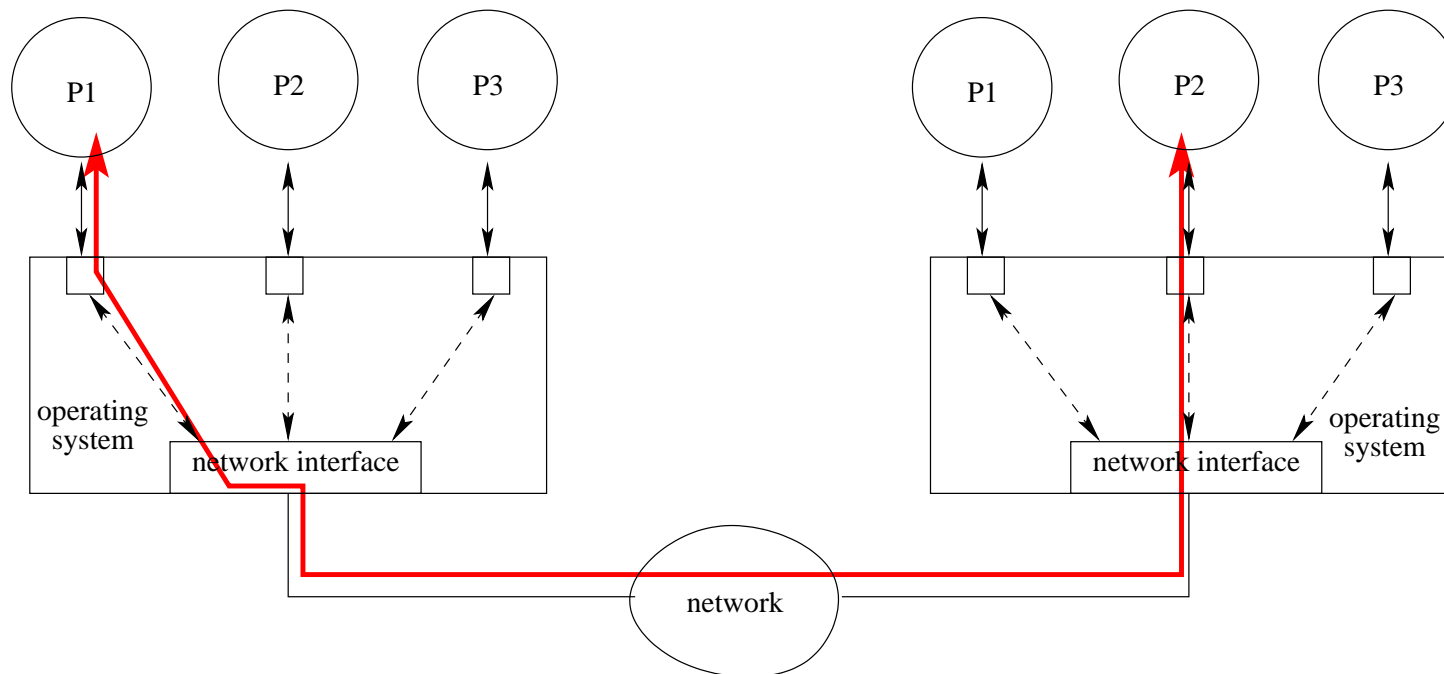 P1
P2
P3
P1
P2
P3
operating
system
network interface
network interface
operating
system
network